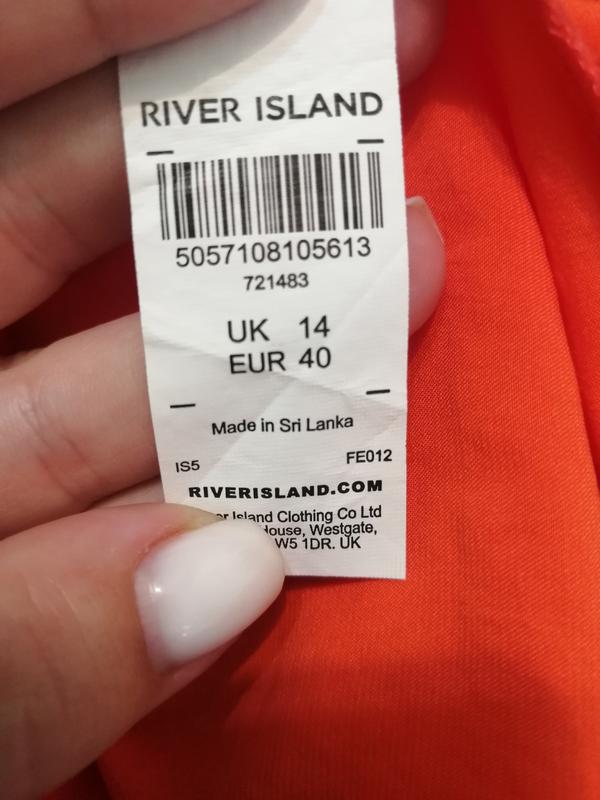 RIVER ISLAND
5057108105613
721483
UK 14
EUR 40
Made in Sri Lanka
IS5 FE012
RIVERISLAND.COM
Island Clothing Co Ltd
House, Westgate,
W5 1DR. UK